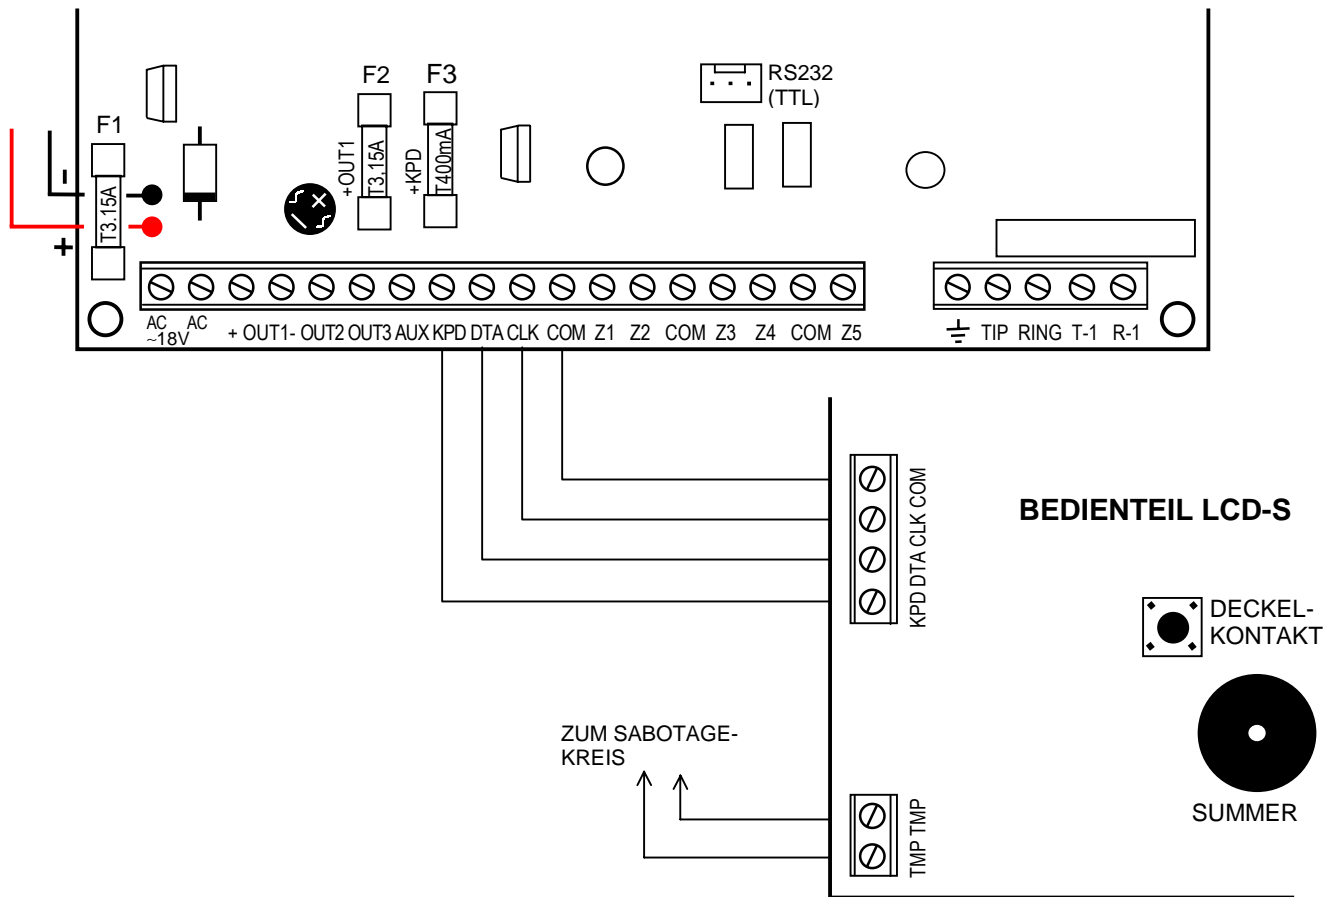 F1
F2
F3
RS232
(TTL)
-
+
T3.15A
+OUT1
T3,15A
+KPD
T400mA
AC AC
~18V
+ OUT1- OUT2 OUT3 AUX KPD DTA CLK COM Z1 Z2 COM Z3 Z4 COM Z5
TIP RING T-1 R-1
KPD DTA CLK COM
BEDIENTEIL LCD-S
DECKEL-
KONTAKT
ZUM SABOTAGE-
KREIS
SUMMER
TMP TMP